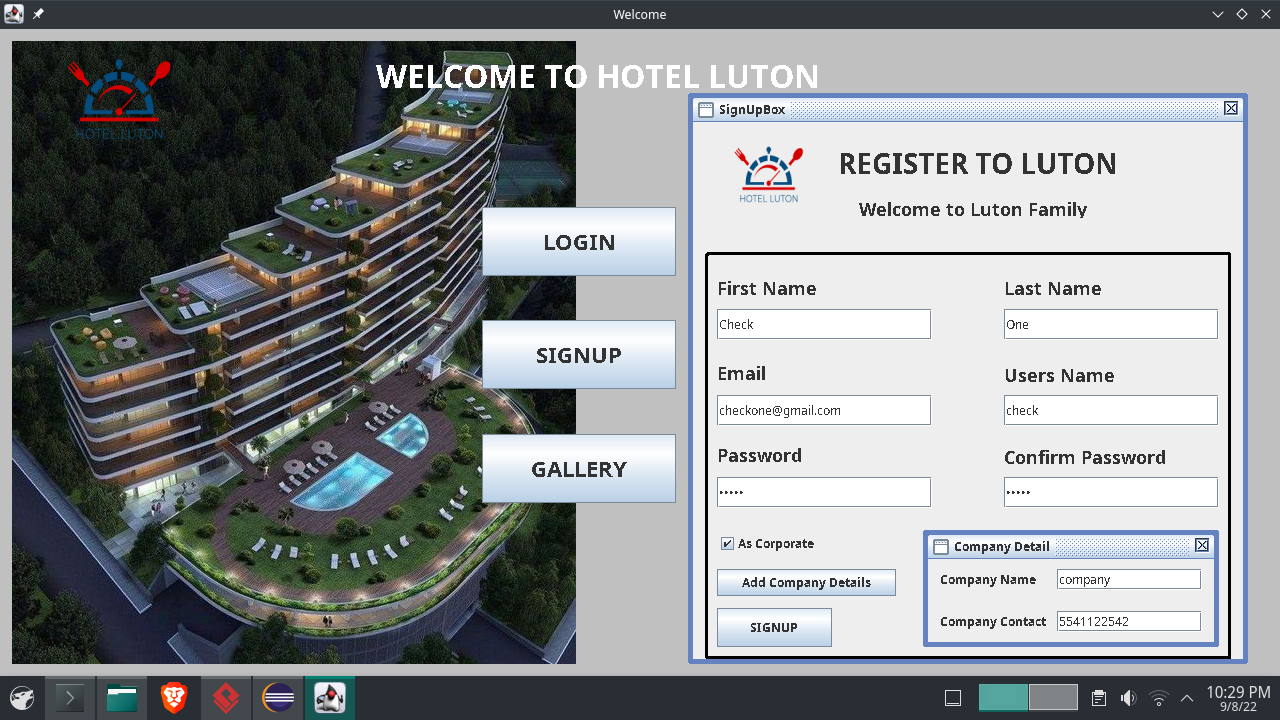 Welcome
WELCOME TO HOTEL LUTON
HOTEL LUTON
LOGIN
SIGNUP
GALLERY
SignUpBox
HOTEL LUTON
REGISTER TO LUTON
Welcome to Luton Family
First Name
Last Name
Check
One
Email
Users Name
checkone@gmail.com
check
Password
Confirm Password
•••••
•••••
As Corporate
Add Company Details
SIGNUP
Company Detail
Company Name
company
Company Contact
5541122542
10:29 PM
9/8/22